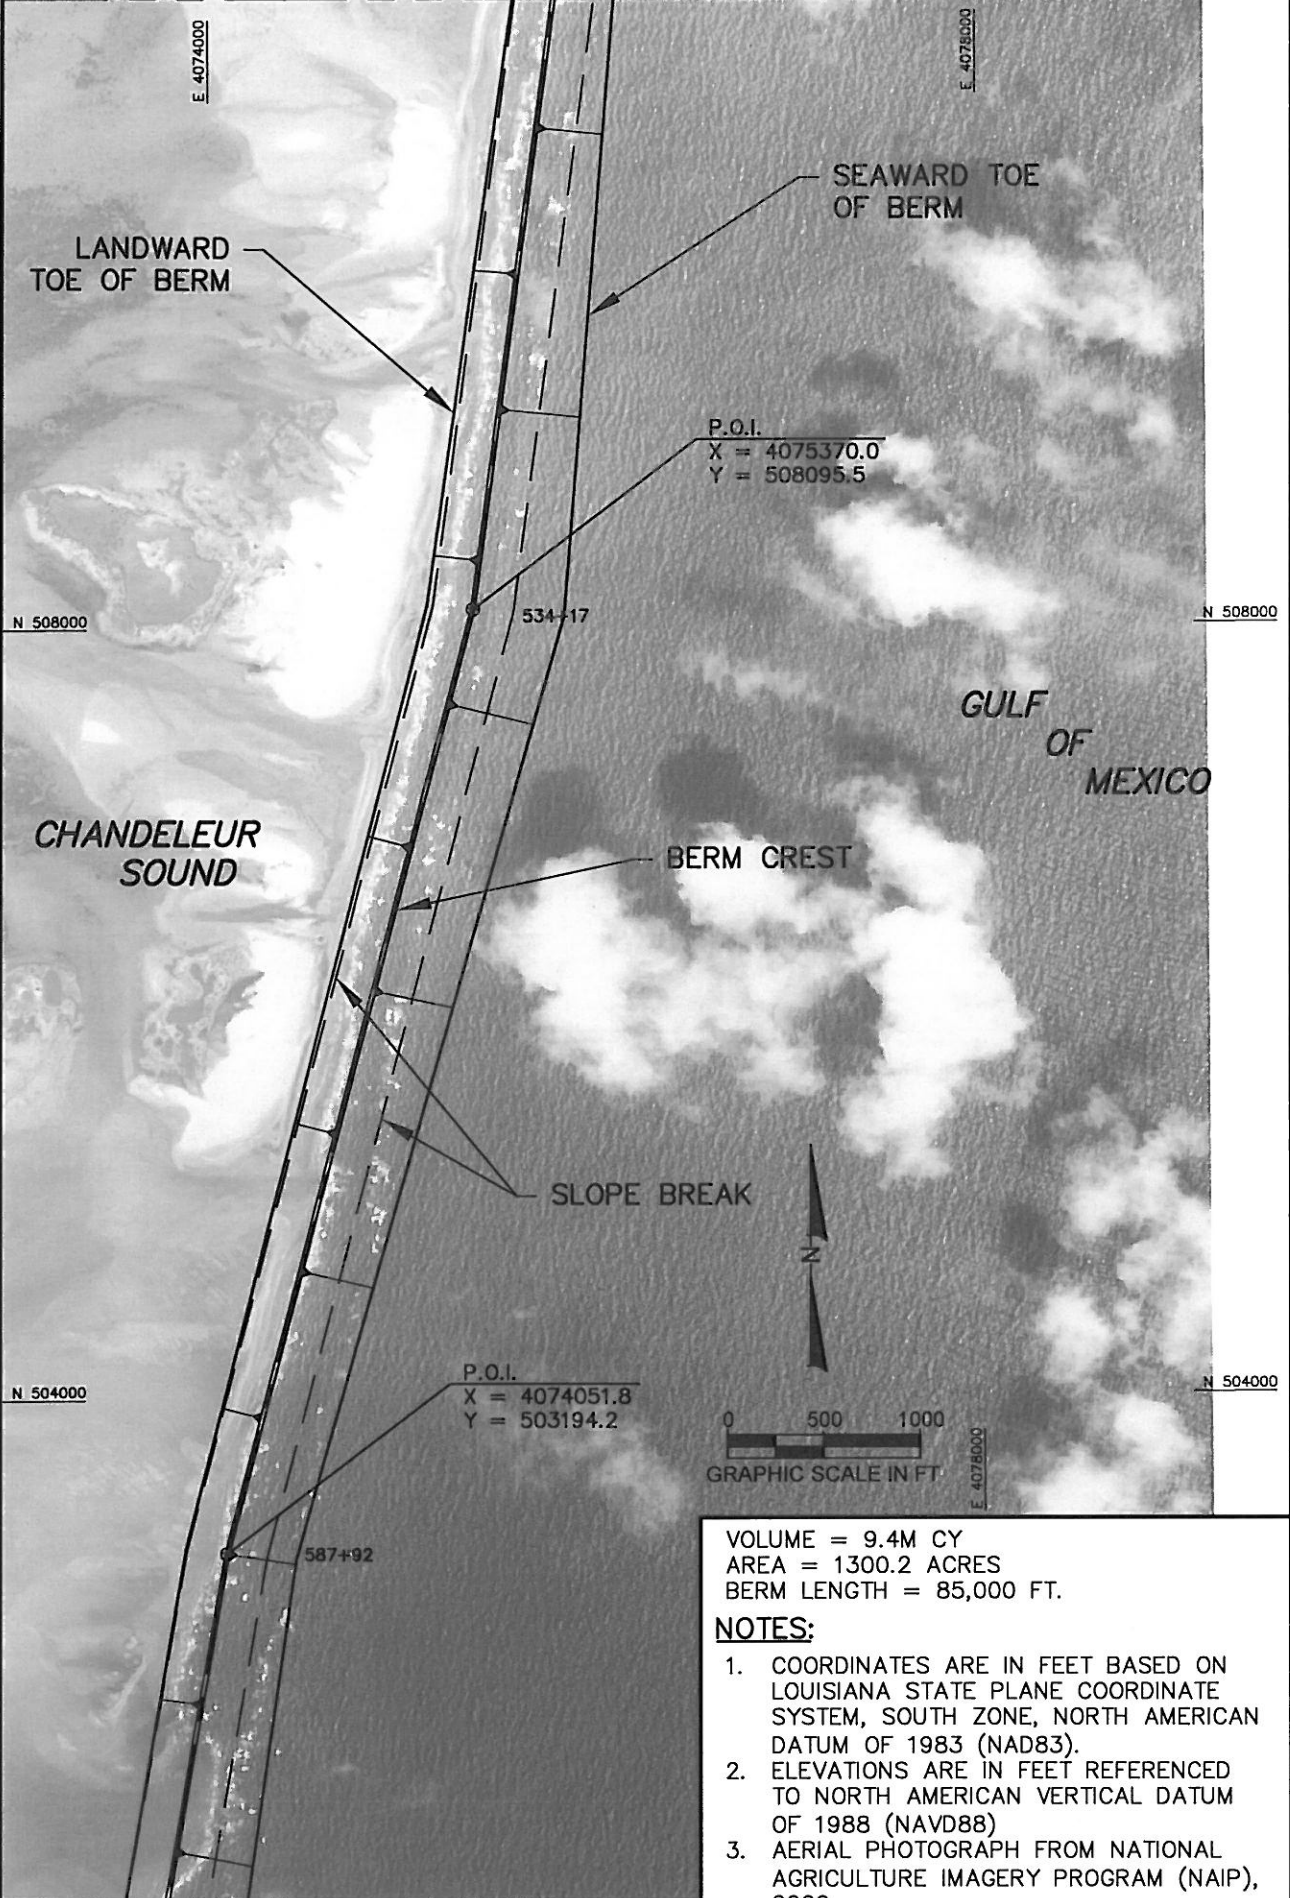 E 4074000
E 4078000
SEAWARD TOE
OF BERM
LANDWARD
TOE OF BERM
P.O.I.
X = 4075370.0
Y = 508095.5
534+17
N 508000
N 508000
GULF
OF
MEXICO
CHANDELEUR
SOUND
BERM CREST
SLOPE BREAK
N
P.O.I.
X = 4074051.8
Y = 503194.2
N 504000
N 504000
0 500 1000
GRAPHIC SCALE IN FT
E 4078000
587+92
VOLUME = 9.4M CY
AREA = 1300.2 ACRES
BERM LENGTH = 85,000 FT.
NOTES:
1. COORDINATES ARE IN FEET BASED ON
LOUISIANA STATE PLANE COORDINATE
SYSTEM, SOUTH ZONE, NORTH AMERICAN
DATUM OF 1983 (NAD83).
2. ELEVATIONS ARE IN FEET REFERENCED
TO NORTH AMERICAN VERTICAL DATUM
OF 1988 (NAVD88)
3. AERIAL PHOTOGRAPH FROM NATIONAL
AGRICULTURE IMAGERY PROGRAM (NAIP),